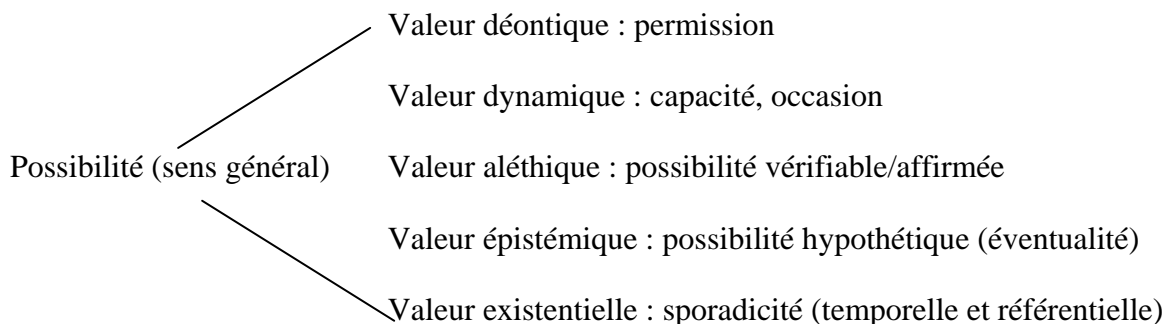 Valeur déontique : permission
Valeur dynamique : capacité, occasion
Possibilité (sens général) Valeur aléthique : possibilité vérifiable/affirmée
Valeur épistémique : possibilité hypothétique (éventualité)
Valeur existentielle : sporadicité (temporelle et référentielle)